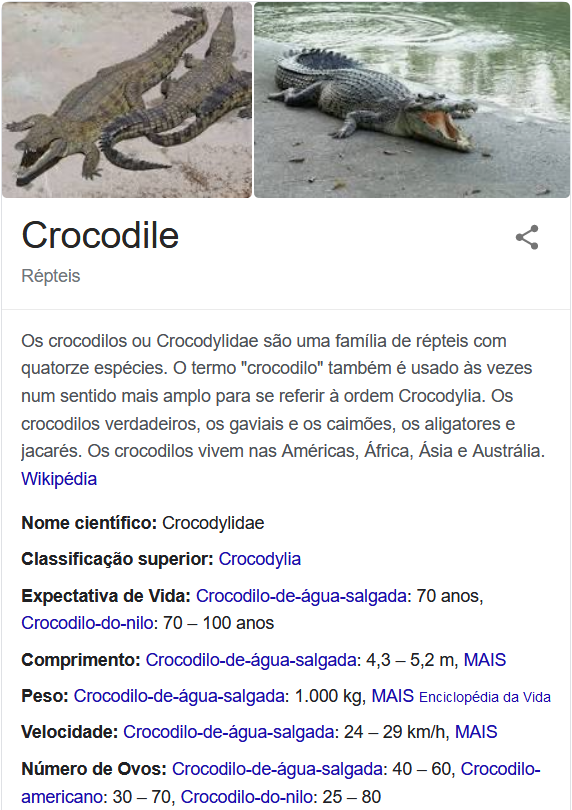 Crocodile
Répteis
Os crocodilos ou Crocodylidae são uma família de répteis com
quatorze espécies. O termo "crocodilo" também é usado às vezes
num sentido mais amplo para se referir à ordem Crocodylia. Os
crocodilos verdadeiros, os gaviais e os caimões, os aligatores e
jacarés. Os crocodilos vivem nas Américas, África, Ásia e Austrália.
Wikipédia
Nome científico: Crocodylidae
Classificação superior: Crocodylia
Expectativa de Vida: Crocodilo-de-água-salgada: 70 anos,
Crocodilo-do-nilo: 70 – 100 anos
Comprimento: Crocodilo-de-água-salgada: 4,3 – 5,2 m, MAIS
Peso: Crocodilo-de-água-salgada: 1.000 kg, MAIS Enciclopédia da Vida
Velocidade: Crocodilo-de-água-salgada: 24 – 29 km/h, MAIS
Número de Ovos: Crocodilo-de-água-salgada: 40 – 60, Crocodilo-
americano: 30 – 70, Crocodilo-do-nilo: 25 – 80